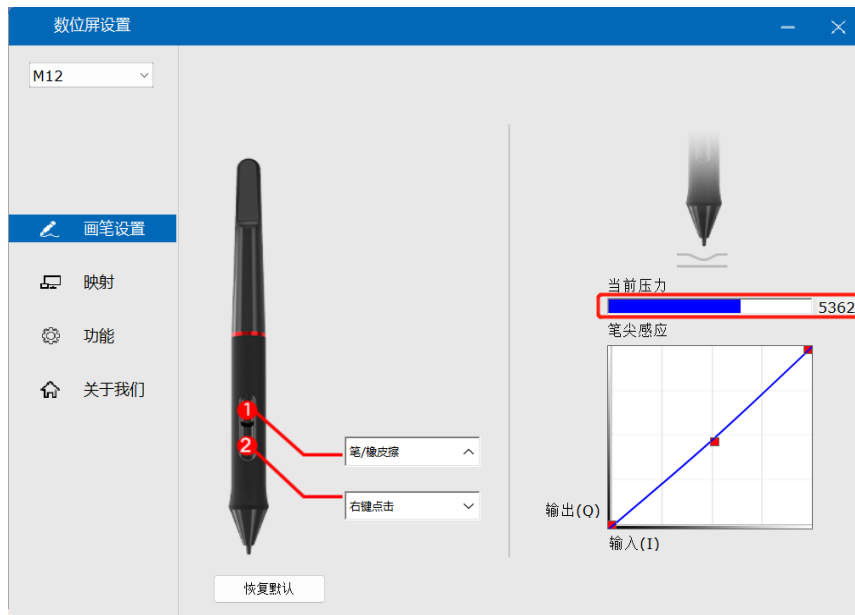 数位屏设置
M12
画笔设置
映射
功能
关于我们
1
2
笔/橡皮擦
右键点击
恢复默认
当前压力
5362
笔尖感应
输出(Q)
输入(I)